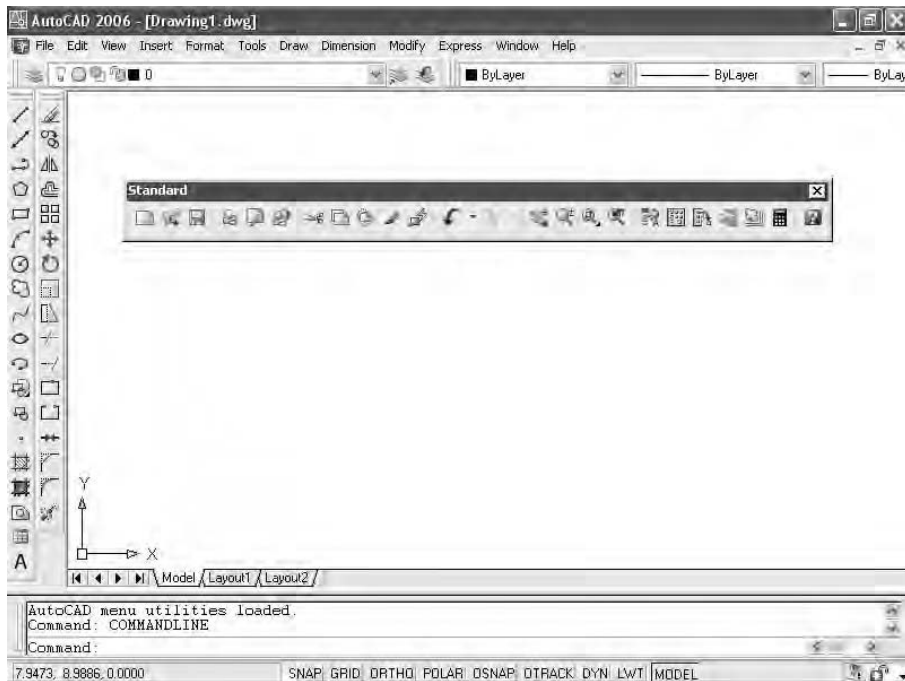 AutoCAD 2006 - [Drawing1.dwg]
File Edit View Insert Format Tools Draw Dimension Modify Express Window Help
0 ByLayer ByLayer ByLay
Standard
A
Y
X
Model Layout1 Layout2
AutoCAD menu utilities loaded.
Command: COMMANDLINE
Command:
7.9473, 8.9886, 0.0000 SNAP GRID ORTHO POLAR OSNAP OTRACK DYN LWT MODEL